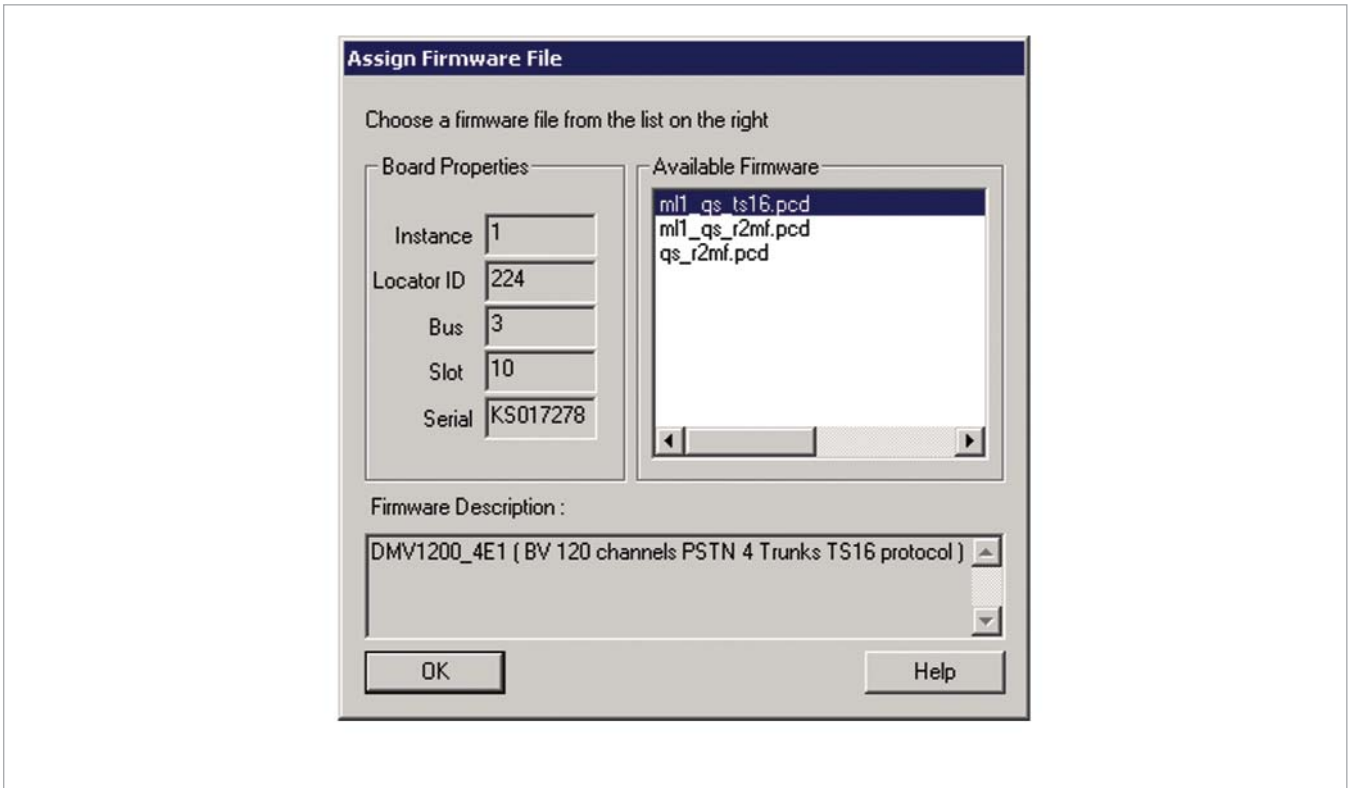 Assign Firmware File
Choose a firmware file from the list on the right
Board Properties
Instance 1
Locator ID 224
Bus 3
Slot 10
Serial KS017278
Available Firmware
ml1_qs_ts16.pcd
ml1_qs_r2mf.pcd
qs_r2mf.pcd
Firmware Description :
DMV1200_4E1 ( BV 120 channels PSTN 4 Trunks TS16 protocol )
OK
Help